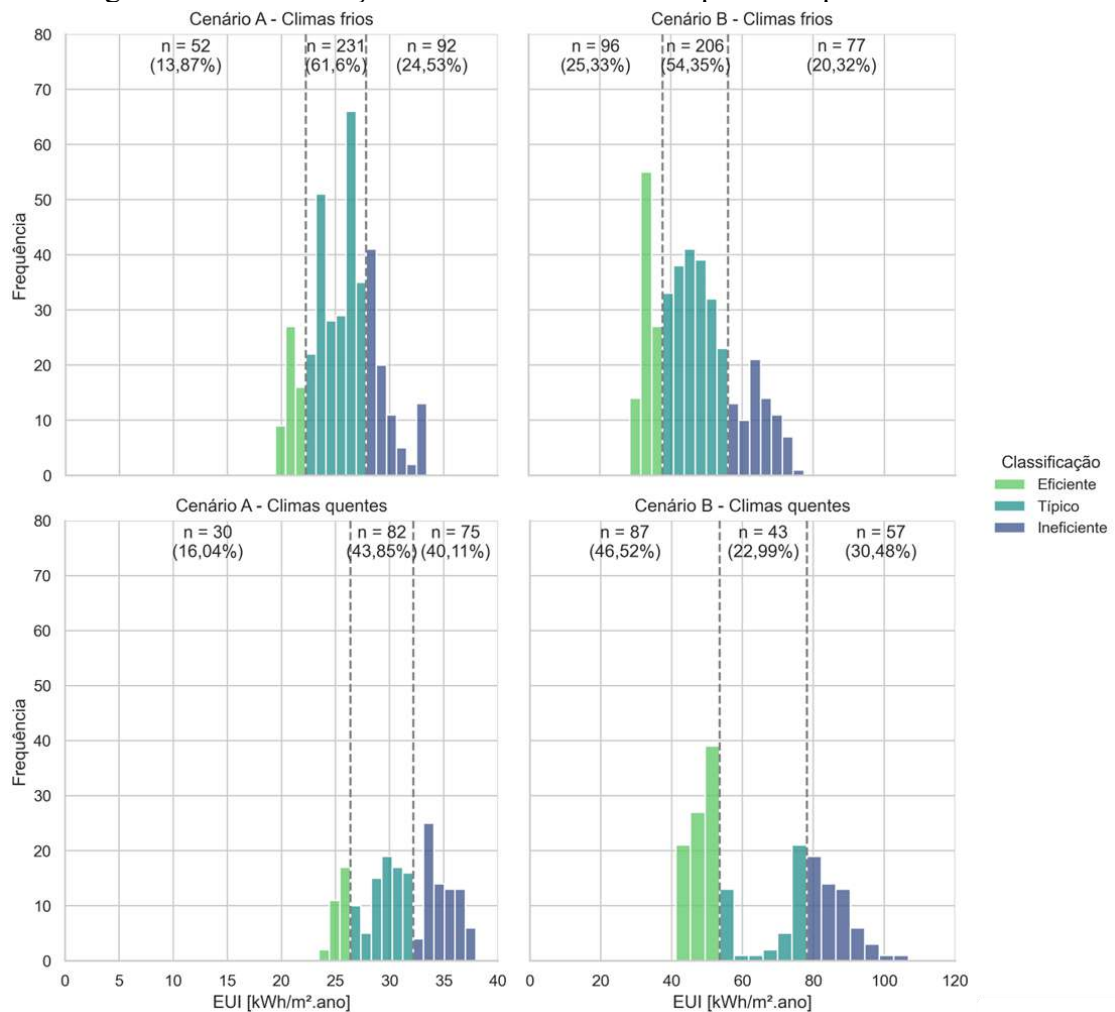 Cenário A - Climas frios
Cenário B - Climas frios
n = 52 n = 231 n = 92
(13,87%) (61,6%) (24,53%)
n = 96 n = 206 n = 77
(25,33%) (54,35%) (20,32%)
80
70
60
50
40
30
20
10
0
Frequência
Classificação
Eficiente
Típico
Ineficiente
0 20 40 60 80 100 120
Cenário A - Climas quentes
Cenário B - Climas quentes
n = 30 n = 82 n = 75
(16,04%) (43,85%) (40,11%)
n = 87 n = 43 n = 57
(46,52%) (22,99%) (30,48%)
80
70
60
50
40
30
20
10
0
Frequência
0 5 10 15 20 25 30 35 40
EUI [kWh/m².ano]
EUI [kWh/m².ano]